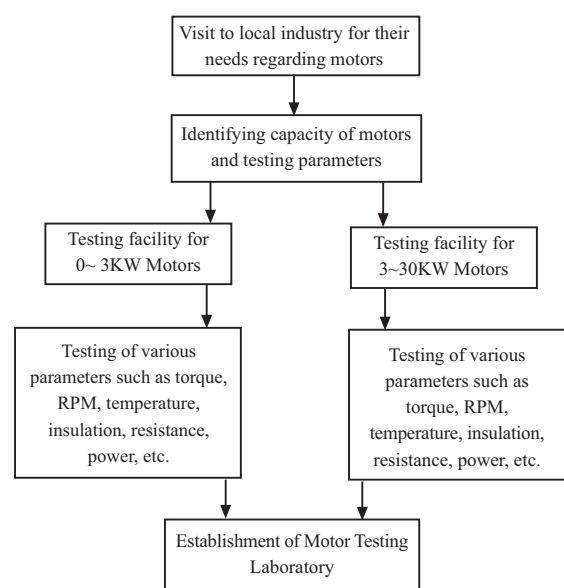 Visit to local industry for their
needs regarding motors
Identifying capacity of motors
and testing parameters
Testing facility for
0~ 3KW Motors
Testing facility for
3~30KW Motors
Testing of various
parameters such as torque,
RPM, temperature,
insulation, resistance,
power, etc.
Testing of various
parameters such as
torque, RPM,
temperature, insulation,
resistance, power, etc.
Establishment of Motor Testing
Laboratory